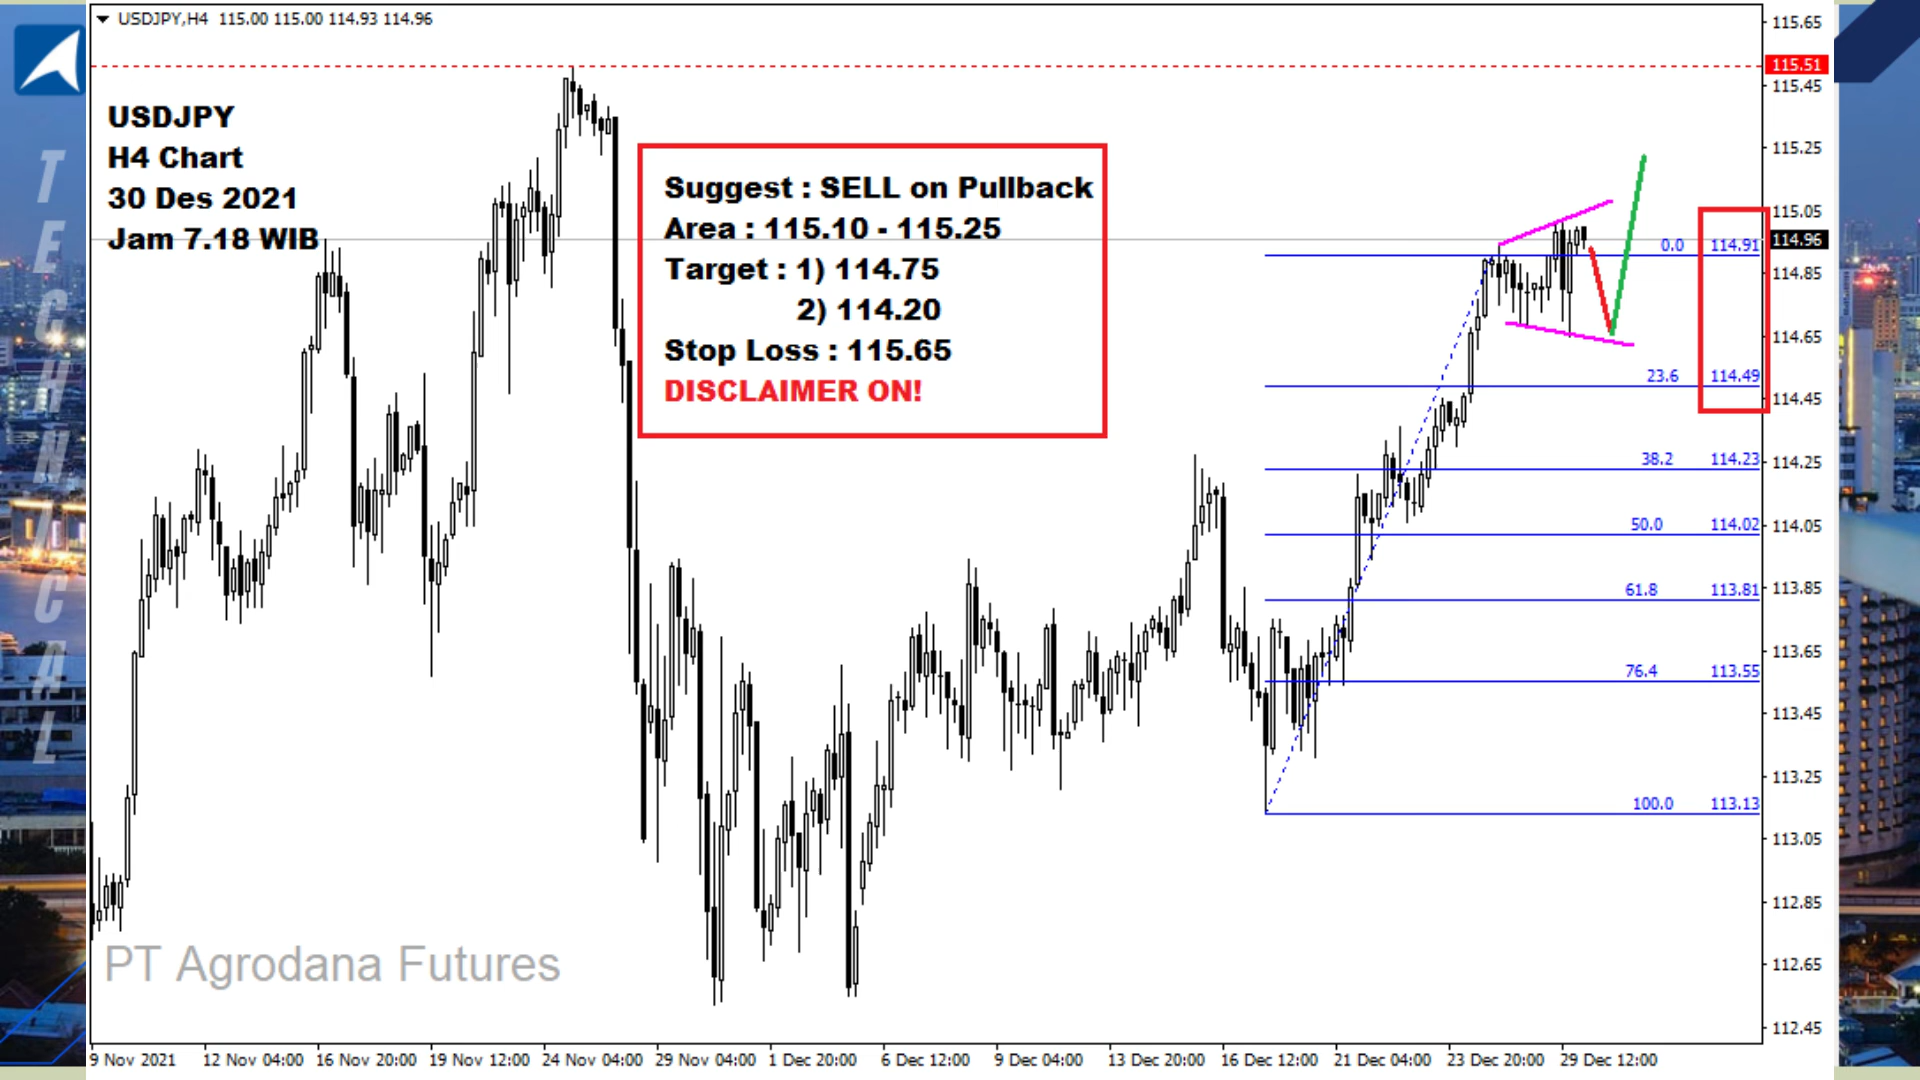 USDJPY,H4 115.00 115.00 114.93 114.96
USDJPY
H4 Chart
30 Des 2021
Jam 7.18 WIB
Suggest : SELL on Pullback
Area : 115.10 - 115.25
Target : 1) 114.75
2) 114.20
Stop Loss : 115.65
DISCLAIMER ON!
TECHNICAL
0.0 114.91
23.6 114.49
38.2 114.23
50.0 114.02
61.8 113.81
76.4 113.55
100.0 113.13
115.65
115.51
115.45
115.25
115.05
114.96
114.85
114.65
114.45
114.25
114.05
113.85
113.65
113.45
113.25
113.05
112.85
112.65
112.45
PT Agrodana Futures
9 Nov 2021 12 Nov 04:00 16 Nov 20:00 19 Nov 12:00 24 Nov 04:00 29 Nov 04:00 1 Dec 20:00 6 Dec 12:00 9 Dec 04:00 13 Dec 20:00 16 Dec 12:00 21 Dec 04:00 23 Dec 20:00 29 Dec 12:00